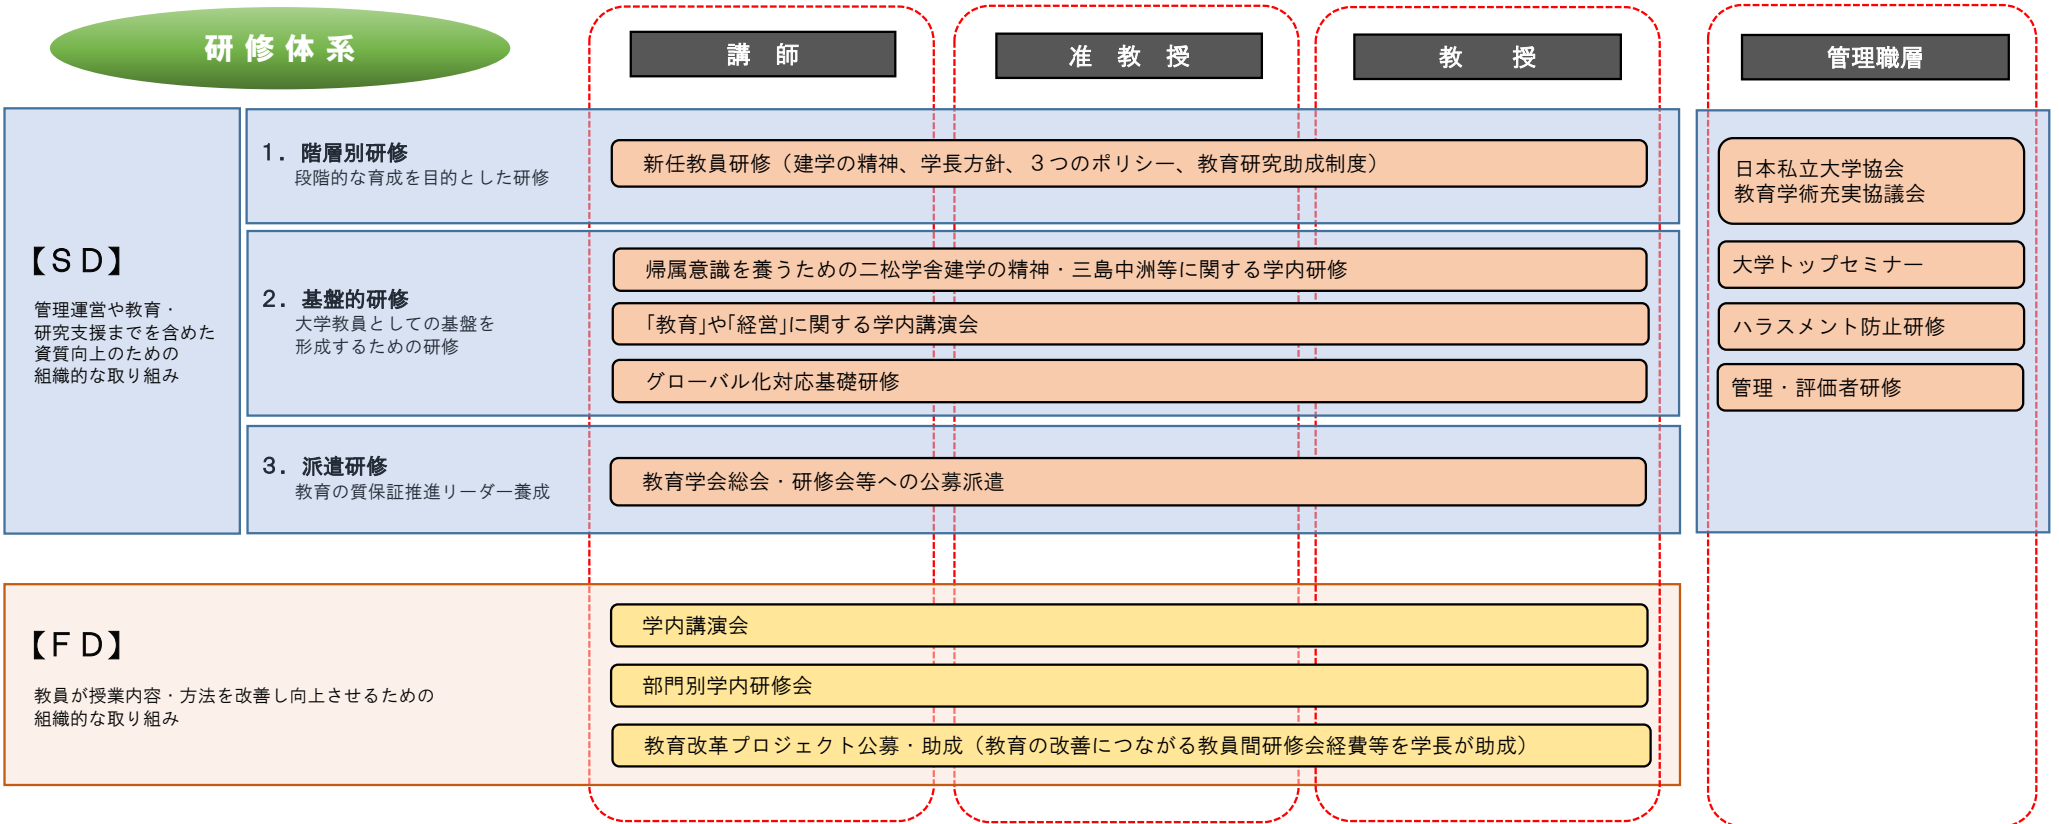 研修体系
講　師
准　教　授
教　　授
管理職層
【ＳＤ】
管理運営や教育・
研究支援までを含めた
資質向上のための
組織的な取り組み
１．階層別研修
段階的な育成を目的とした研修
新任教員研修（建学の精神、学長方針、３つのポリシー、教育研究助成制度）
２．基盤的研修
大学教員としての基盤を
形成するための研修
帰属意識を養うための二松学舎建学の精神・三島中洲等に関する学内研修
｢教育｣や｢経営｣に関する学内講演会
グローバル化対応基礎研修
３．派遣研修
教育の質保証推進リーダー養成
教育学会総会・研修会等への公募派遣
日本私立大学協会
教育学術充実協議会
大学トップセミナー
ハラスメント防止研修
管理・評価者研修
【ＦＤ】
教員が授業内容・方法を改善し向上させるための
組織的な取り組み
学内講演会
部門別学内研修会
教育改革プロジェクト公募・助成（教育の改善につながる教員間研修会経費等を学長が助成）